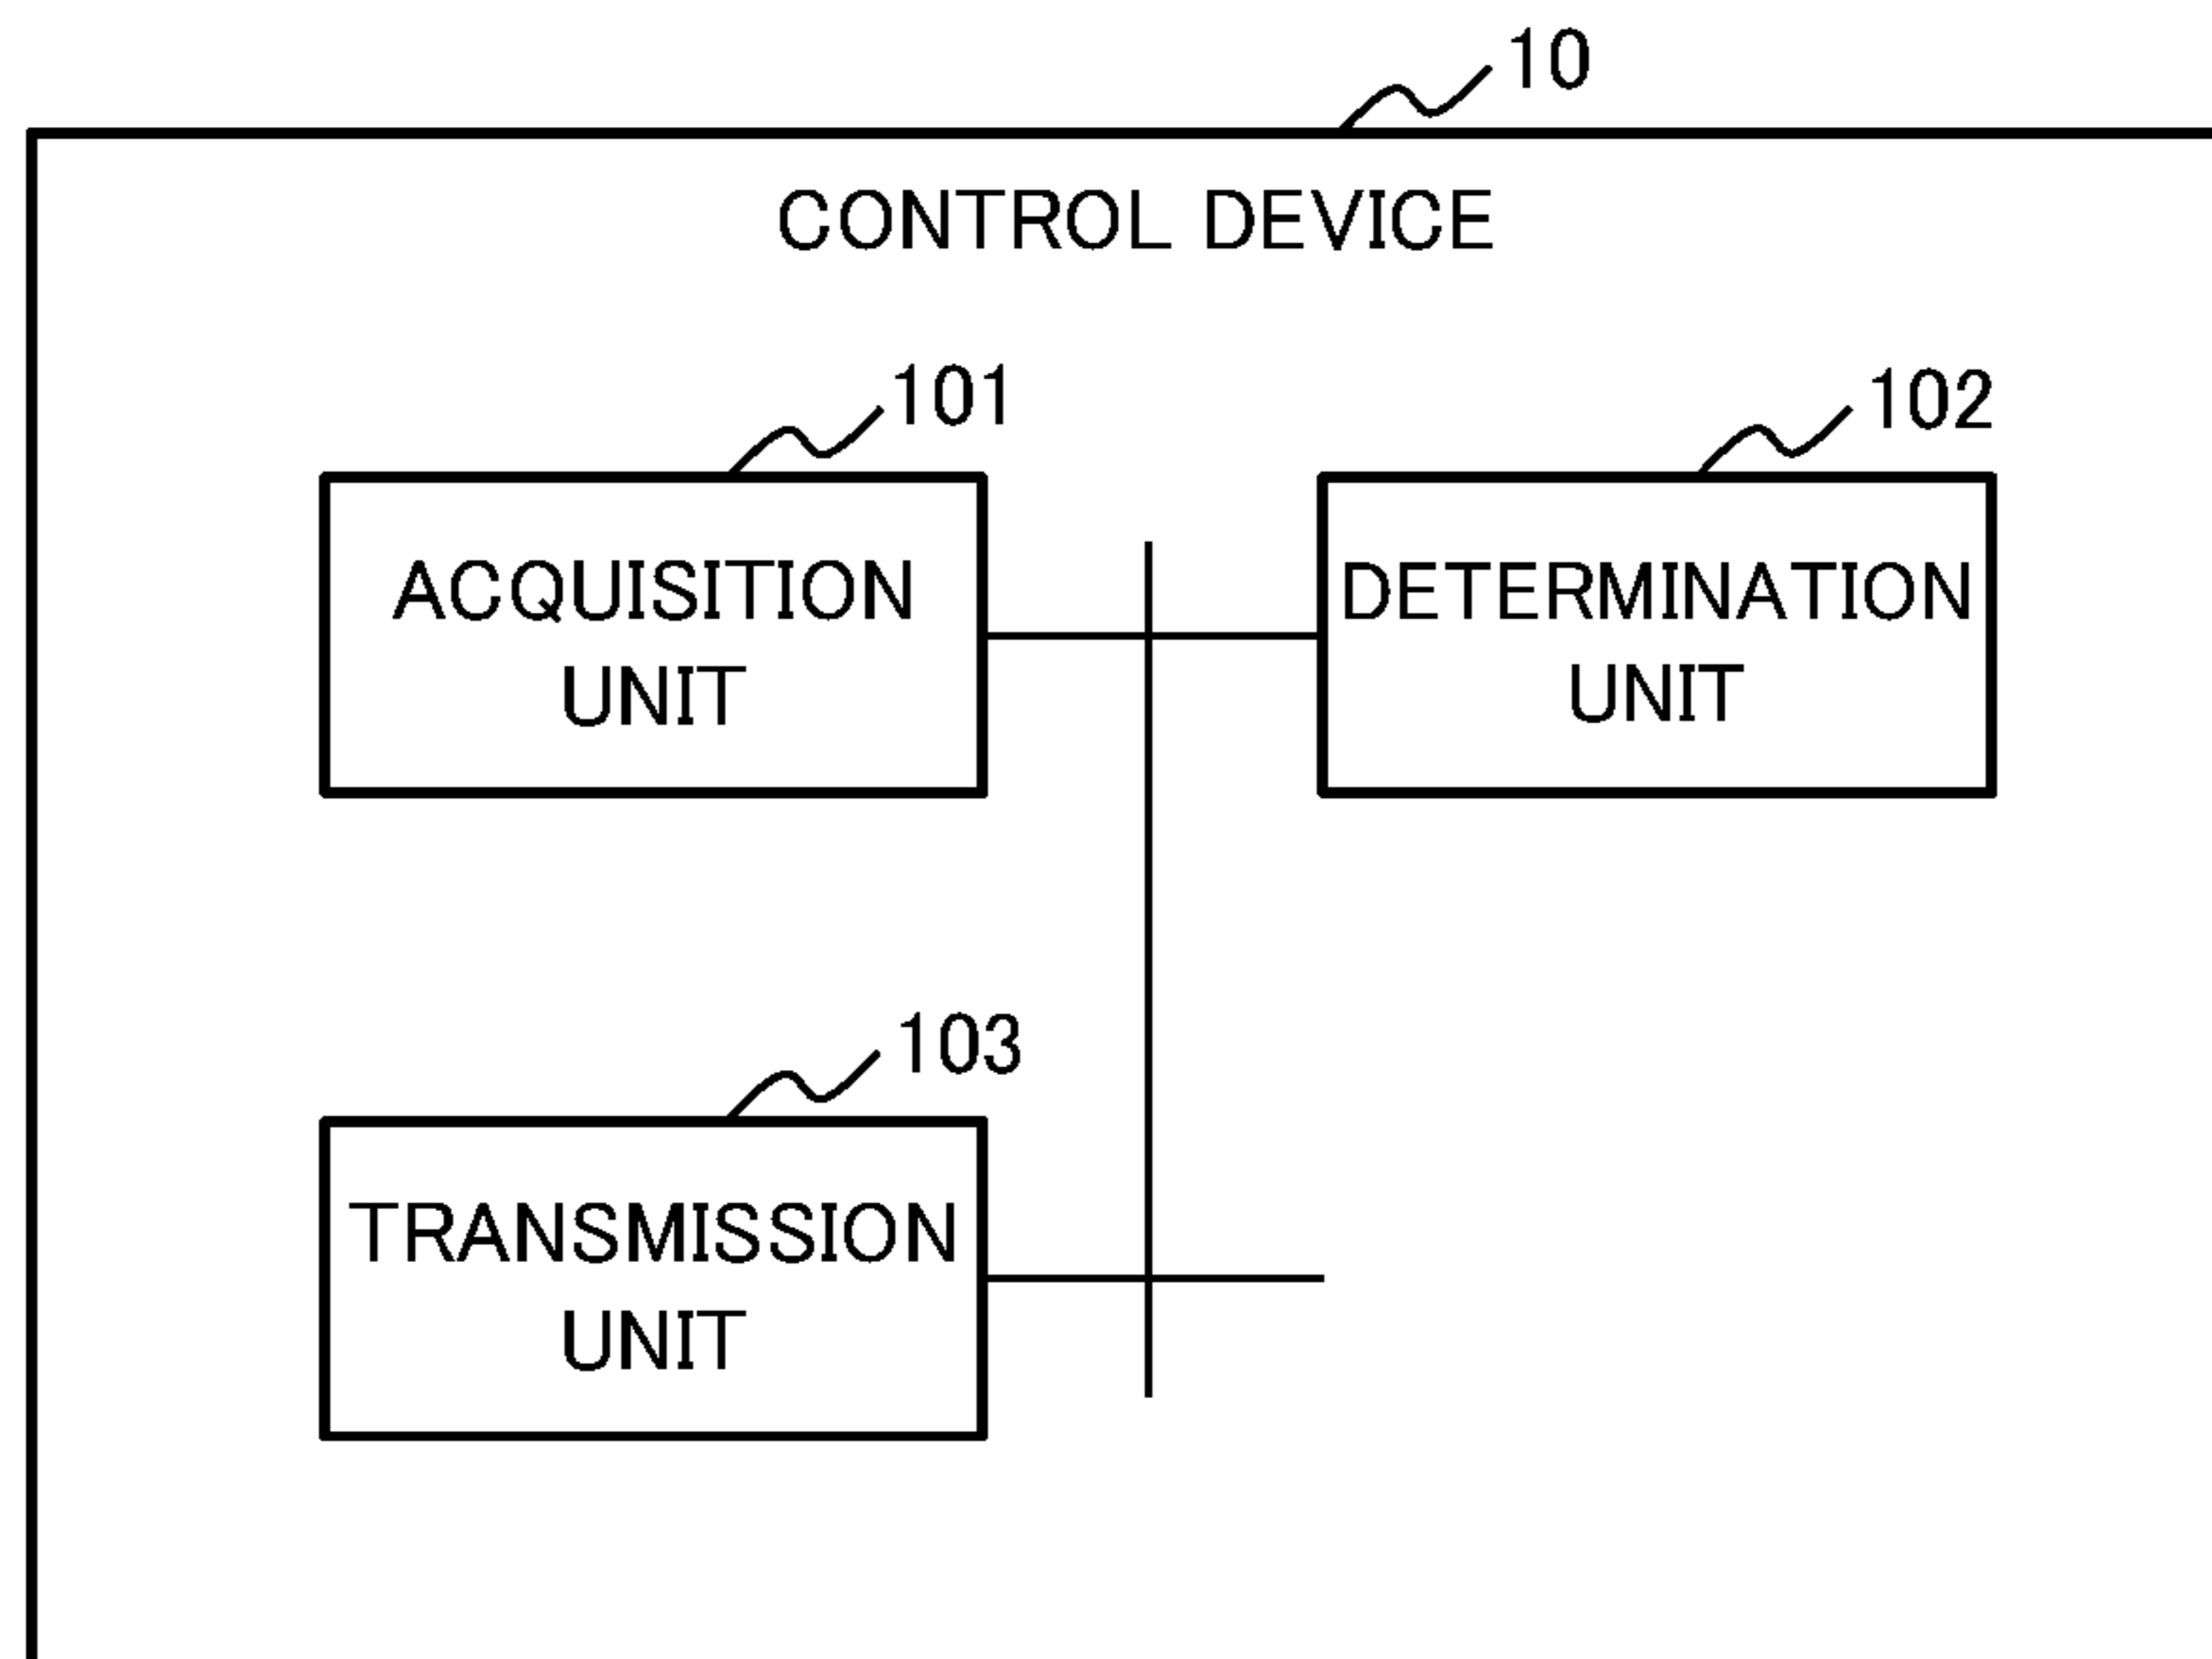 10
CONTROL DEVICE
101
102
ACQUISITION
UNIT
DETERMINATION
UNIT
103
TRANSMISSION
UNIT